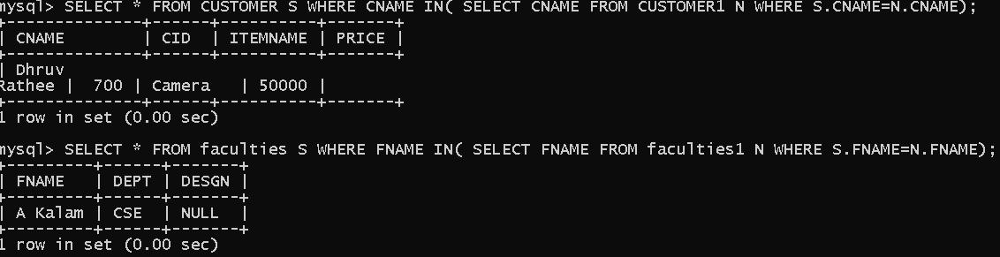 mysql> SELECT * FROM CUSTOMER S WHERE CNAME IN( SELECT CNAME FROM CUSTOMER1 N WHERE S.CNAME=N.CNAME);
+--------------+------+----------+-------+
| CNAME        | CID  | ITEMNAME | PRICE |
+--------------+------+----------+-------+
| Dhruv
Rathee |  700 | Camera   | 50000 |
+--------------+------+----------+-------+
1 row in set (0.00 sec)
mysql> SELECT * FROM faculties S WHERE FNAME IN( SELECT FNAME FROM faculties1 N WHERE S.FNAME=N.FNAME);
+---------+------+-------+
| FNAME   | DEPT | DESGN |
+---------+------+-------+
| A Kalam | CSE  | NULL  |
+---------+------+-------+
1 row in set (0.00 sec)